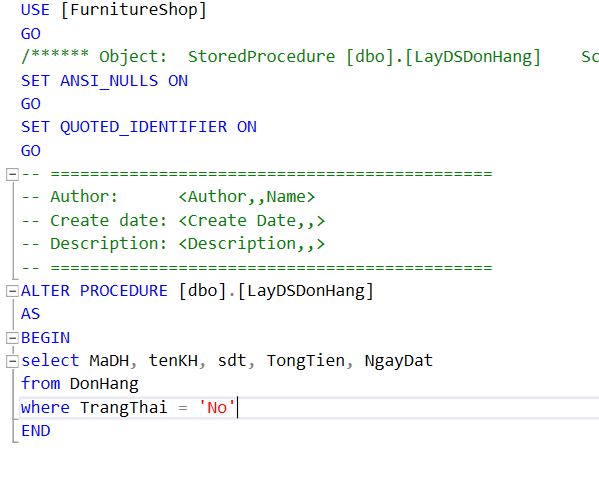 USE [FurnitureShop]
GO
/****** Object:  StoredProcedure [dbo].[LayDSDonHang]    Sc
SET ANSI_NULLS ON
GO
SET QUOTED_IDENTIFIER ON
GO
-- =============================================
-- Author:      <Author,,Name>
-- Create date: <Create Date,,>
-- Description: <Description,,>
-- =============================================
ALTER PROCEDURE [dbo].[LayDSDonHang]
AS
BEGIN
select MaDH, tenKH, sdt, TongTien, NgayDat
from DonHang
where TrangThai = 'No'
END